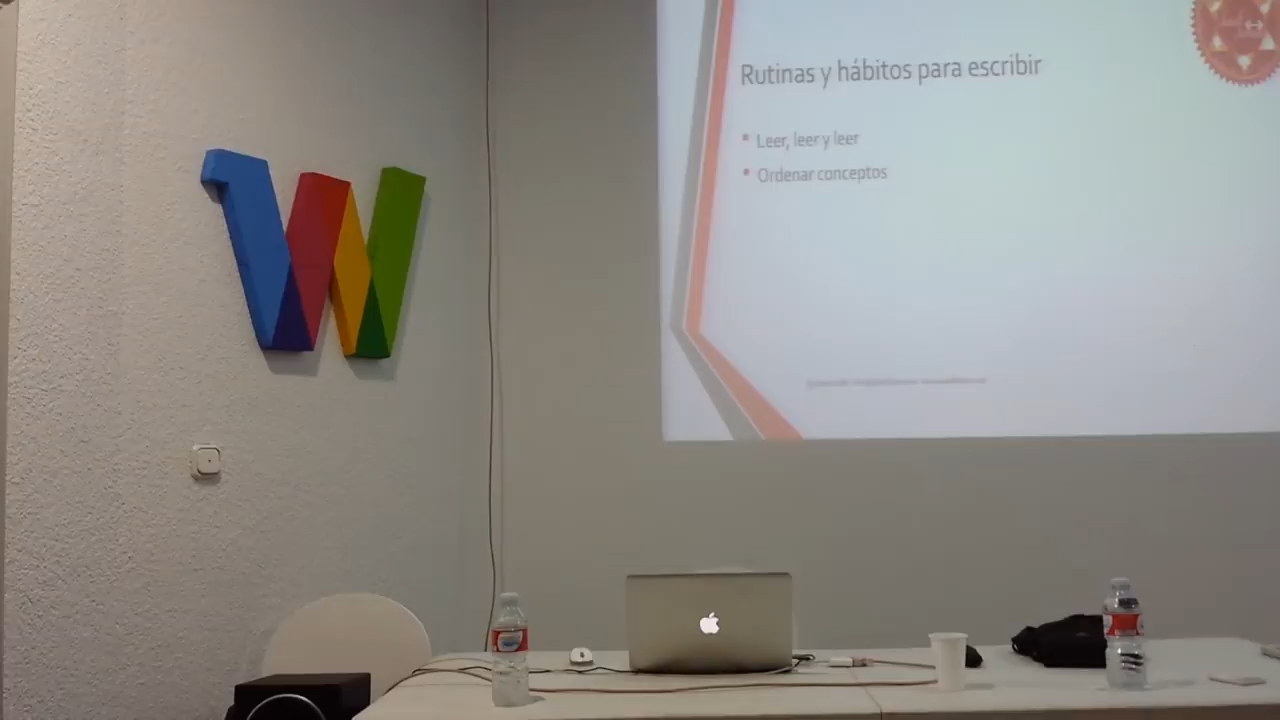 W
Rutinas y hábitos para escribir
Leer, leer y leer
Ordenar conceptos